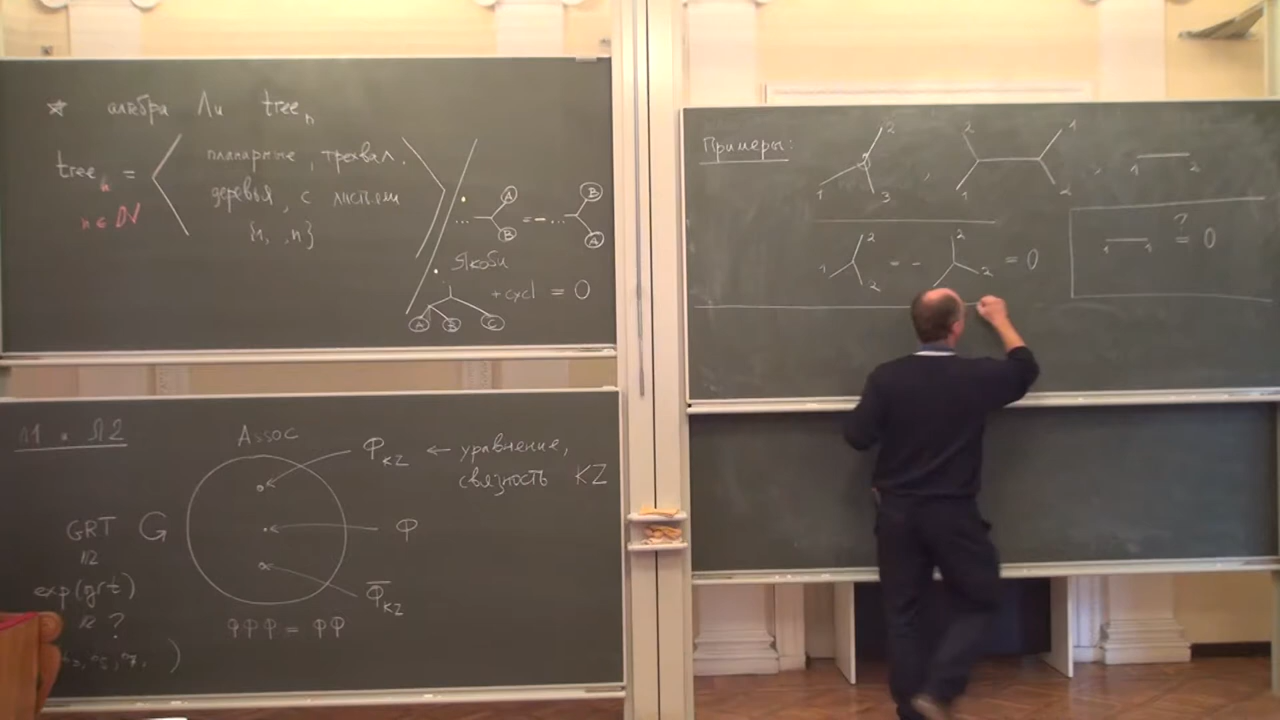 * алгебра Ли tree_n
tree_n = ⟨ планарные, трехвал.
деревья, с листьями
{1, , n} ⟩
n ∈ ℕ
... A B = - ... B A
Якоби
A B C + cycl = 0
Л1 • Л2
Assoc
Φ_KZ ← уравнение,
связность KZ
GRT G
Φ
exp(grt)
Φ̄_KZ
?
ΦΦΦ = ΦΦ
Примеры:
1 2 3 , 2 1 1 2 , 1 2
1 2 2 = - 2 2 = 0
1 1 ?= 0